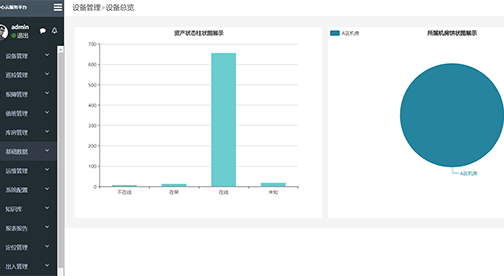 心云服务平台
admin
退出
设备管理
巡检管理
报障管理
值班管理
库房管理
基础数据
运维管理
系统配置
知识库
报表报告
定位管理
出入管理
设备管理>设备总览
资产状态柱状图展示
700
600
500
400
300
200
100
0
不在线
在架
在线
未知
A区机房
所属机房饼状图展示
A区机房